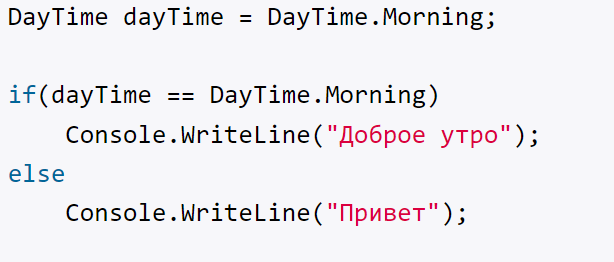 DayTime dayTime = DayTime.Morning;
if(dayTime == DayTime.Morning)
    Console.WriteLine("Доброе утро");
else
    Console.WriteLine("Привет");